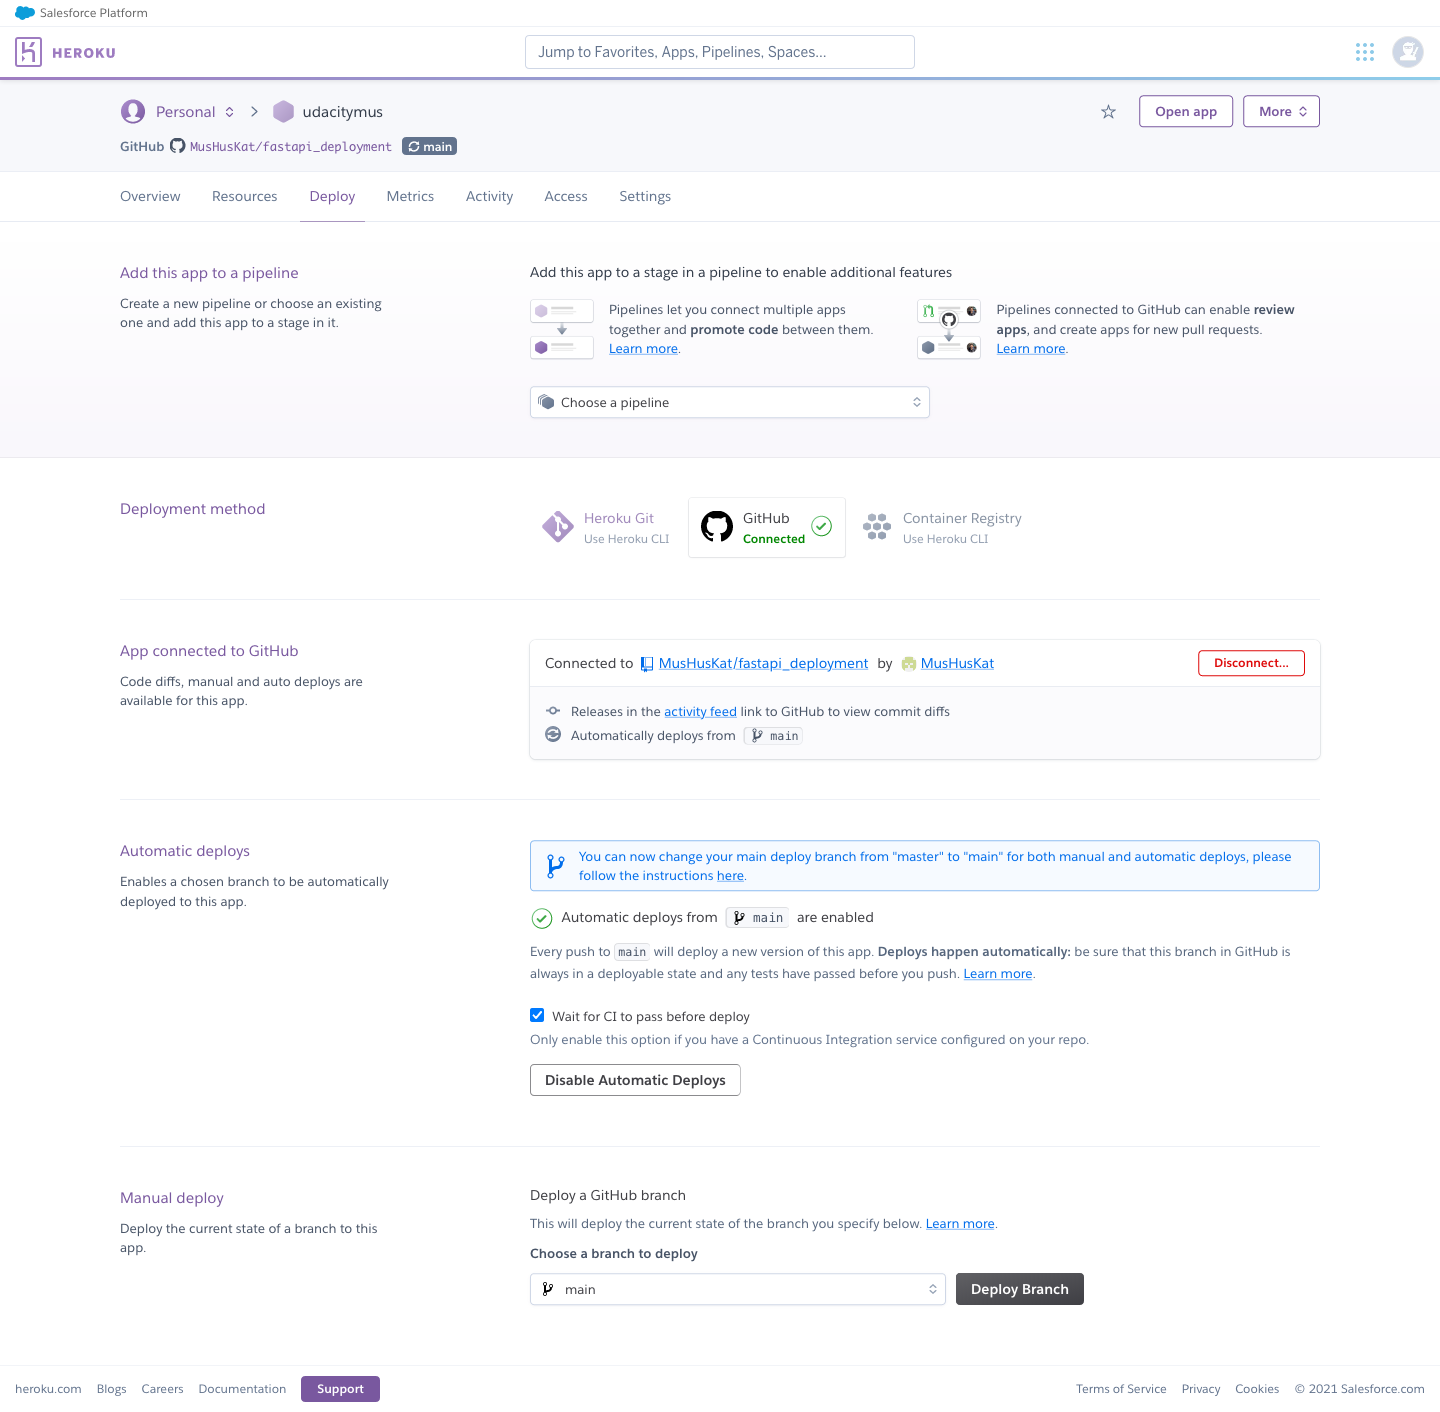 Salesforce Platform
HEROKU
Jump to Favorites, Apps, Pipelines, Spaces...
Personal
udacitymus
Open app
More
GitHub MusHusKat/fastapi_deployment main
Overview Resources Deploy Metrics Activity Access Settings
Add this app to a pipeline
Create a new pipeline or choose an existing
one and add this app to a stage in it.
Add this app to a stage in a pipeline to enable additional features
Pipelines let you connect multiple apps
together and promote code between them.
Learn more.
Pipelines connected to GitHub can enable review
apps, and create apps for new pull requests.
Learn more.
Choose a pipeline
Deployment method
Heroku Git
Use Heroku CLI
GitHub
Connected
Container Registry
Use Heroku CLI
App connected to GitHub
Code diffs, manual and auto deploys are
available for this app.
Connected to MusHusKat/fastapi_deployment by MusHusKat
Disconnect...
Releases in the activity feed link to GitHub to view commit diffs
Automatically deploys from main
Automatic deploys
Enables a chosen branch to be automatically
deployed to this app.
You can now change your main deploy branch from "master" to "main" for both manual and automatic deploys, please
follow the instructions here.
Automatic deploys from main are enabled
Every push to main will deploy a new version of this app. Deploys happen automatically: be sure that this branch in GitHub is
always in a deployable state and any tests have passed before you push. Learn more.
Wait for CI to pass before deploy
Only enable this option if you have a Continuous Integration service configured on your repo.
Disable Automatic Deploys
Manual deploy
Deploy the current state of a branch to this
app.
Deploy a GitHub branch
This will deploy the current state of the branch you specify below. Learn more.
Choose a branch to deploy
main
Deploy Branch
heroku.com Blogs Careers Documentation Support
Terms of Service Privacy Cookies © 2021 Salesforce.com